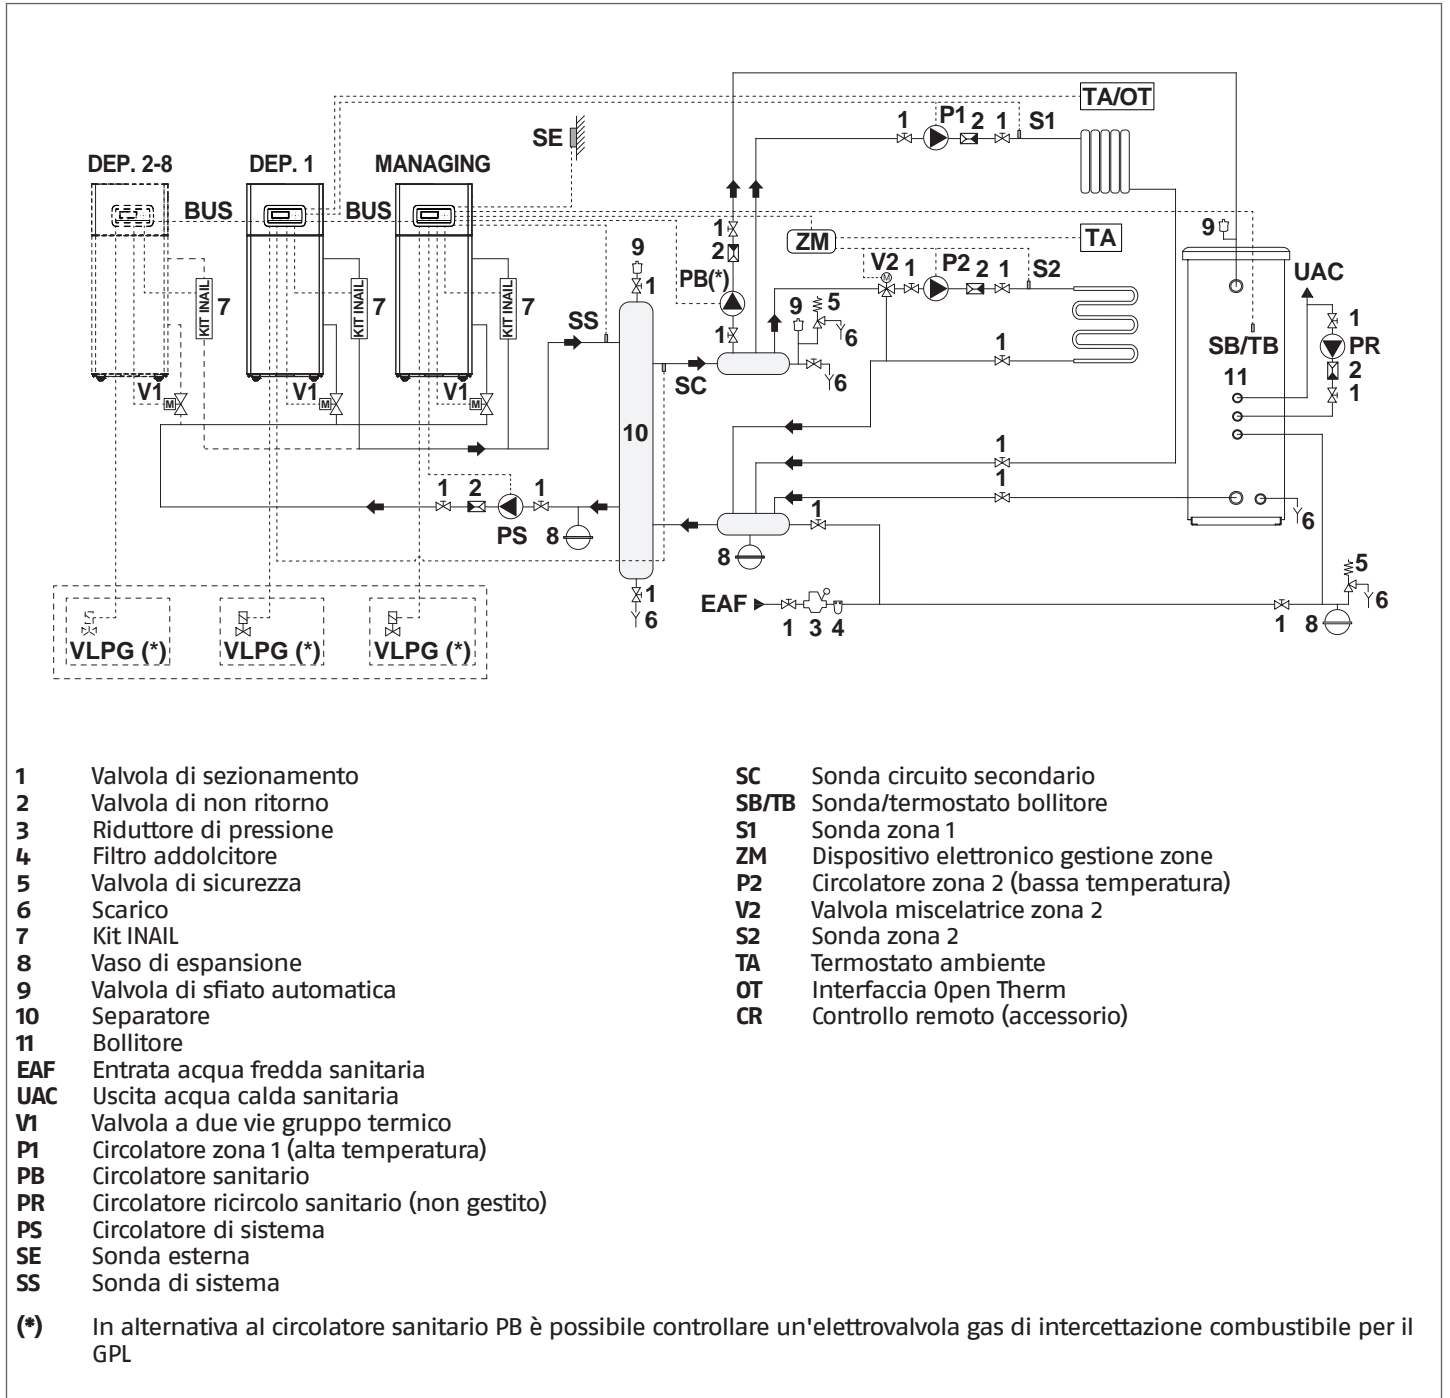 TA/OT
1
P1
2
1
S1
SE
DEP. 2-8
DEP. 1
MANAGING
BUS
BUS
1
2
PB(*)
1
ZM
TA
9
V2
1
P2
2
1
S2
UAC
9
1
KIT INAIL
7
KIT INAIL
7
KIT INAIL
7
SS
9
5
6
6
1
SB/TB
11
1
PR
2
1
SC
V1
M
V1
M
V1
M
10
1
1
1
2
1
PS
8
8
1
6
5
6
1
6
EAF
1
3
4
1
8
VLPG (*)
VLPG (*)
VLPG (*)
1 Valvola di sezionamento
2 Valvola di non ritorno
3 Riduttore di pressione
4 Filtro addolcitore
5 Valvola di sicurezza
6 Scarico
7 Kit INAIL
8 Vaso di espansione
9 Valvola di sfiato automatica
10 Separatore
11 Bollitore
EAF Entrata acqua fredda sanitaria
UAC Uscita acqua calda sanitaria
V1 Valvola a due vie gruppo termico
P1 Circolatore zona 1 (alta temperatura)
PB Circolatore sanitario
PR Circolatore ricircolo sanitario (non gestito)
PS Circolatore di sistema
SE Sonda esterna
SS Sonda di sistema
SC Sonda circuito secondario
SB/TB Sonda/termostato bollitore
S1 Sonda zona 1
ZM Dispositivo elettronico gestione zone
P2 Circolatore zona 2 (bassa temperatura)
V2 Valvola miscelatrice zona 2
S2 Sonda zona 2
TA Termostato ambiente
OT Interfaccia Open Therm
CR Controllo remoto (accessorio)
(*) In alternativa al circolatore sanitario PB è possibile controllare un'elettrovalvola gas di intercettazione combustibile per il
GPL